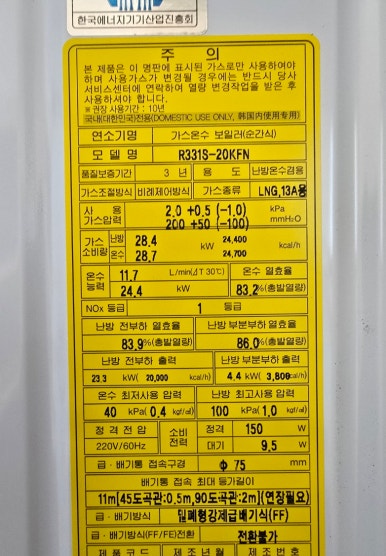 한국에너지기기산업진흥회
주 의
본 제품은 이 명판에 표시된 가스로만 사용하여야
하며 사용가스가 변경될 경우에는 반드시 당사
서비스센터에 연락하여 열량 변경작업을 받은 후
사용하셔야 합니다.
※ 권장 사용기간 : 10년
국내(대한민국)전용(DOMESTIC USE ONLY, 韩国内使用专用)
연소기명 가스온수 보일러(순간식)
모 델 명 R331S-20KFN
품질보증기간 3 년 용 도 난방온수겸용
가스조절방식 비례제어방식 가스종류 LNG,13A용
사 용 가스압력 2.0 +0.5 (-1.0) kPa
200 +50 (-100) mmH₂O
가스 소비량 난방 28.4 kW 24,400 kcal/h
온수 28.7 24,700
온수 능력 11.7 L/min(⊿T 30℃) 온수 열효율
24.4 kW 83.2%(총발열량)
NOx 등급 1 등급
난방 전부하 열효율 난방 부분부하 열효율
83.9%(총발열량) 86.0%(총발열량)
난방 전부하 출력 난방 부분부하 출력
23.3 kW( 20,000 kcal/h) 4.4 kW( 3,800kcal/h)
온수 최저사용 압력 난방 최고사용 압력
40 kPa( 0.4 kgf/㎠) 100 kPa( 1.0 kgf/㎠)
정 격 전 압 소비 전력 정격 150 W
220V/60Hz 대기 9.5 W
급 · 배기통 접속구경 Φ 75 mm
배기통 접속 최대 등가길이
11m(45도곡관:0.5m,90도곡관:2m)(연장필요)
급 · 배기방식 밀폐형강제급배기식(FF)
급 · 배기방식(FF/FE)전환 전환불가
제 품 코 드 제 조 년 월 제 조 번 호